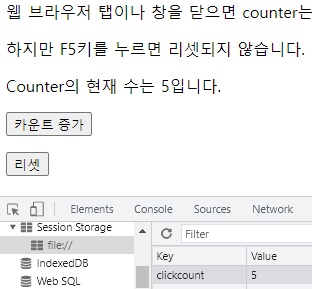 웹 브라우저 탭이나 창을 닫으면 counter는
하지만 F5키를 누르면 리셋되지 않습니다.
Counter의 현재 수는 5입니다.
카운트 증가
리셋
Elements Console Sources Network
Session Storage
file://
IndexedDB
Web SQL
Filter
Key Value
clickcount 5